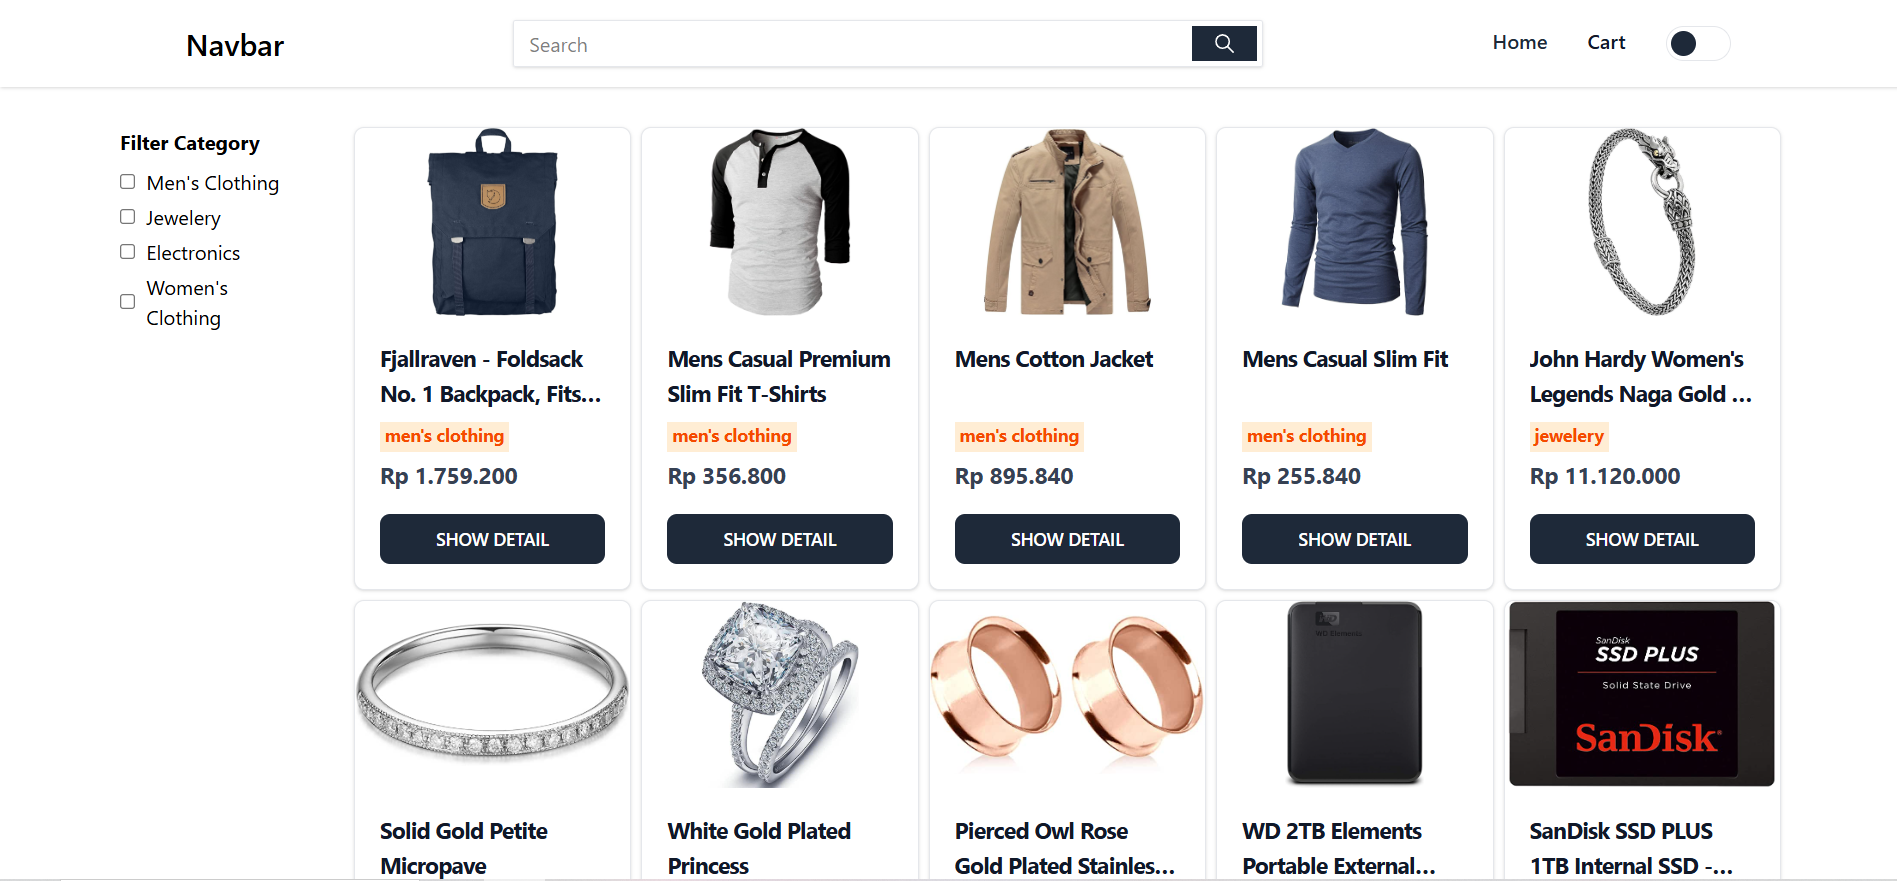 Navbar
Search
Home
Cart
Filter Category
Men's Clothing
Jewelery
Electronics
Women's
Clothing
Fjallraven - Foldsack
No. 1 Backpack, Fits...
men's clothing
Rp 1.759.200
SHOW DETAIL
Mens Casual Premium
Slim Fit T-Shirts
men's clothing
Rp 356.800
SHOW DETAIL
Mens Cotton Jacket
men's clothing
Rp 895.840
SHOW DETAIL
Mens Casual Slim Fit
men's clothing
Rp 255.840
SHOW DETAIL
John Hardy Women's
Legends Naga Gold ...
jewelery
Rp 11.120.000
SHOW DETAIL
Solid Gold Petite
Micropave
White Gold Plated
Princess
Pierced Owl Rose
Gold Plated Stainles...
WD
WD Elements
WD 2TB Elements
Portable External...
SanDisk
SSD PLUS
Solid State Drive
SanDisk®
SanDisk SSD PLUS
1TB Internal SSD -...